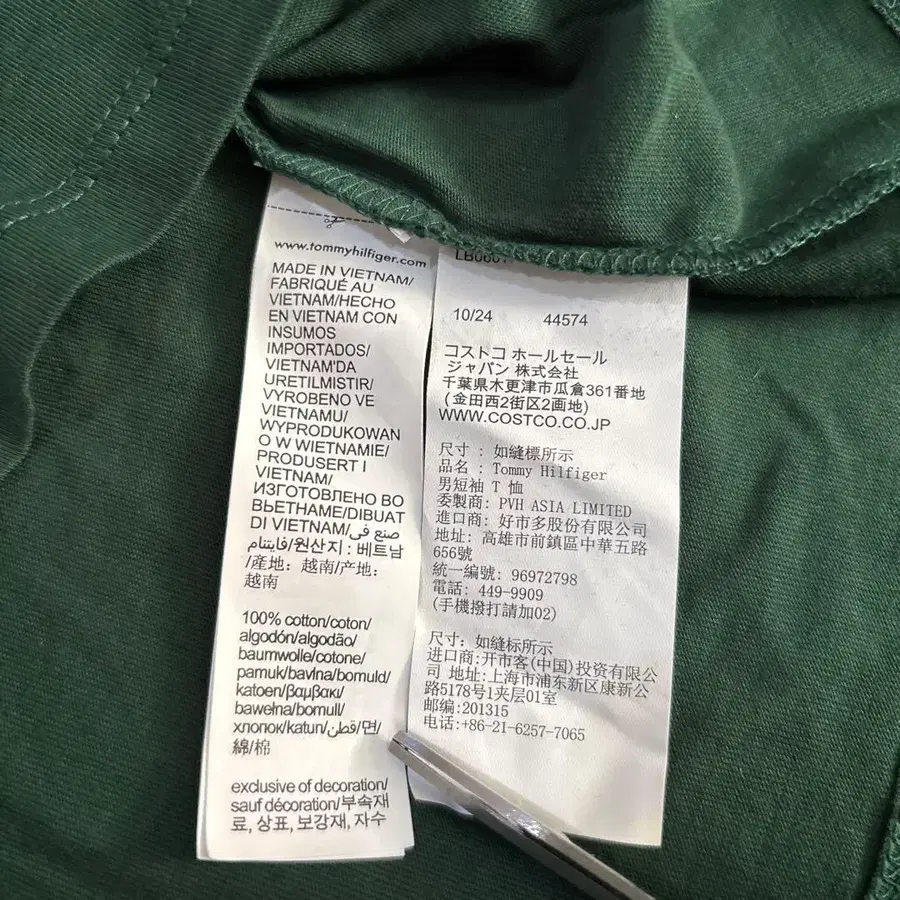 www.tommyhilfiger.com
MADE IN VIETNAM/
FABRIQUÉ AU
VIETNAM/HECHO
EN VIETNAM CON
INSUMOS
IMPORTADOS/
VIETNAM'DA
URETILMISTIR/
VYROBENO VE
VIETNAMU/
WYPRODUKOWAN
O W WIETNAMIE/
PRODUSERT I
VIETNAM/
ИЗГОТОВЛЕНО ВО
ВЬЕТНАМЕ/DIBUAT
DI VIETNAM/صنع في
فايتنام/원산지 : 베트남
/產地: 越南/产地:
越南
100% cotton/coton/
algodón/algodão/
baumwolle/cotone/
pamuk/bavlna/bomuld/
katoen/βαμβακι/
bawełna/bomull/
хлопок/katun/قطن/면/
綿/棉
exclusive of decoration/
sauf décoration/부속재
료, 상표, 보강재, 자수
10/24 44574
コストコ ホールセール
ジャパン 株式会社
千葉県木更津市瓜倉361番地
(金田西2街区2画地)
WWW.COSTCO.CO.JP
尺寸 : 如縫標所示
品名 : Tommy Hilfiger
男短袖 T 恤
委製商: PVH ASIA LIMITED
進口商: 好市多股份有限公司
地址: 高雄市前鎮區中華五路
656號
統一編號: 96972798
電話: 449-9909
(手機撥打請加02)
尺寸: 如缝标所示
进口商:开市客(中国)投资有限公
司 地址:上海市浦东新区康新公
路5178号1夹层01室
邮编:201315
电话:+86-21-6257-7065